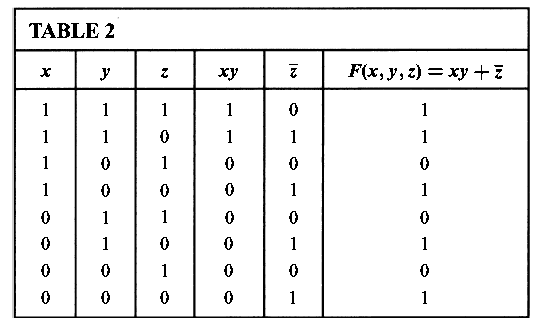 TABLE 2
x y z xy z̄ F(x, y, z) = xy + z̄
1 1 1 1 0 1
1 1 0 1 1 1
1 0 1 0 0 0
1 0 0 0 1 1
0 1 1 0 0 0
0 1 0 0 1 1
0 0 1 0 0 0
0 0 0 0 1 1